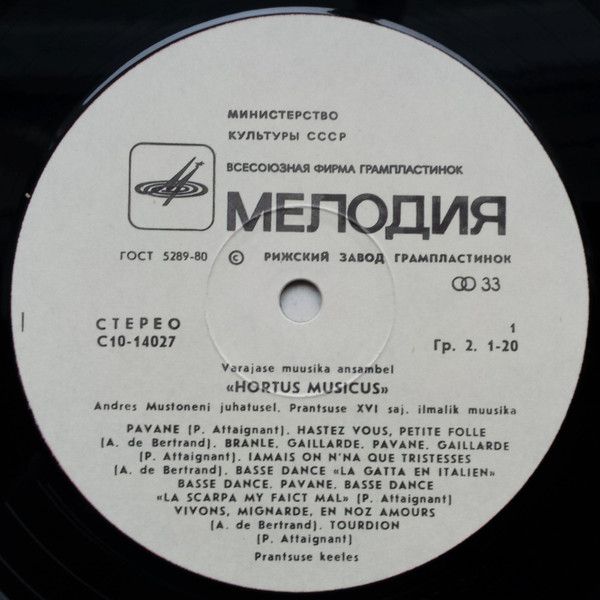 МИНИСТЕРСТВО
КУЛЬТУРЫ СССР
ВСЕСОЮЗНАЯ ФИРМА ГРАМПЛАСТИНОК
МЕЛОДИЯ
ГОСТ 5289-80 © РИЖСКИЙ ЗАВОД ГРАМПЛАСТИНОК
33
СТЕРЕО 1
С10-14027 Гр. 2. 1-20
Varajase muusika ansambel
«HORTUS MUSICUS»
Andres Mustoneni juhatusel. Prantsuse XVI saj. ilmalik muusika
PAVANE (P. Attaignant). HASTEZ VOUS, PETITE FOLLE
(A. de Bertrand). BRANLE, GAILLARDE, PAVANE, GAILLARDE
(P. Attaignant). IAMAIS ON N'NA QUE TRISTESSES
(A. de Bertrand). BASSE DANCE «LA GATTA EN ITALIEN»
BASSE DANCE, PAVANE, BASSE DANCE
«LA SCARPA MY FAICT MAL» (P. Attaignant)
VIVONS, MIGNARDE, EN NOZ AMOURS
(A. de Bertrand). TOURDION
(P. Attaignant)
Prantsuse keeles